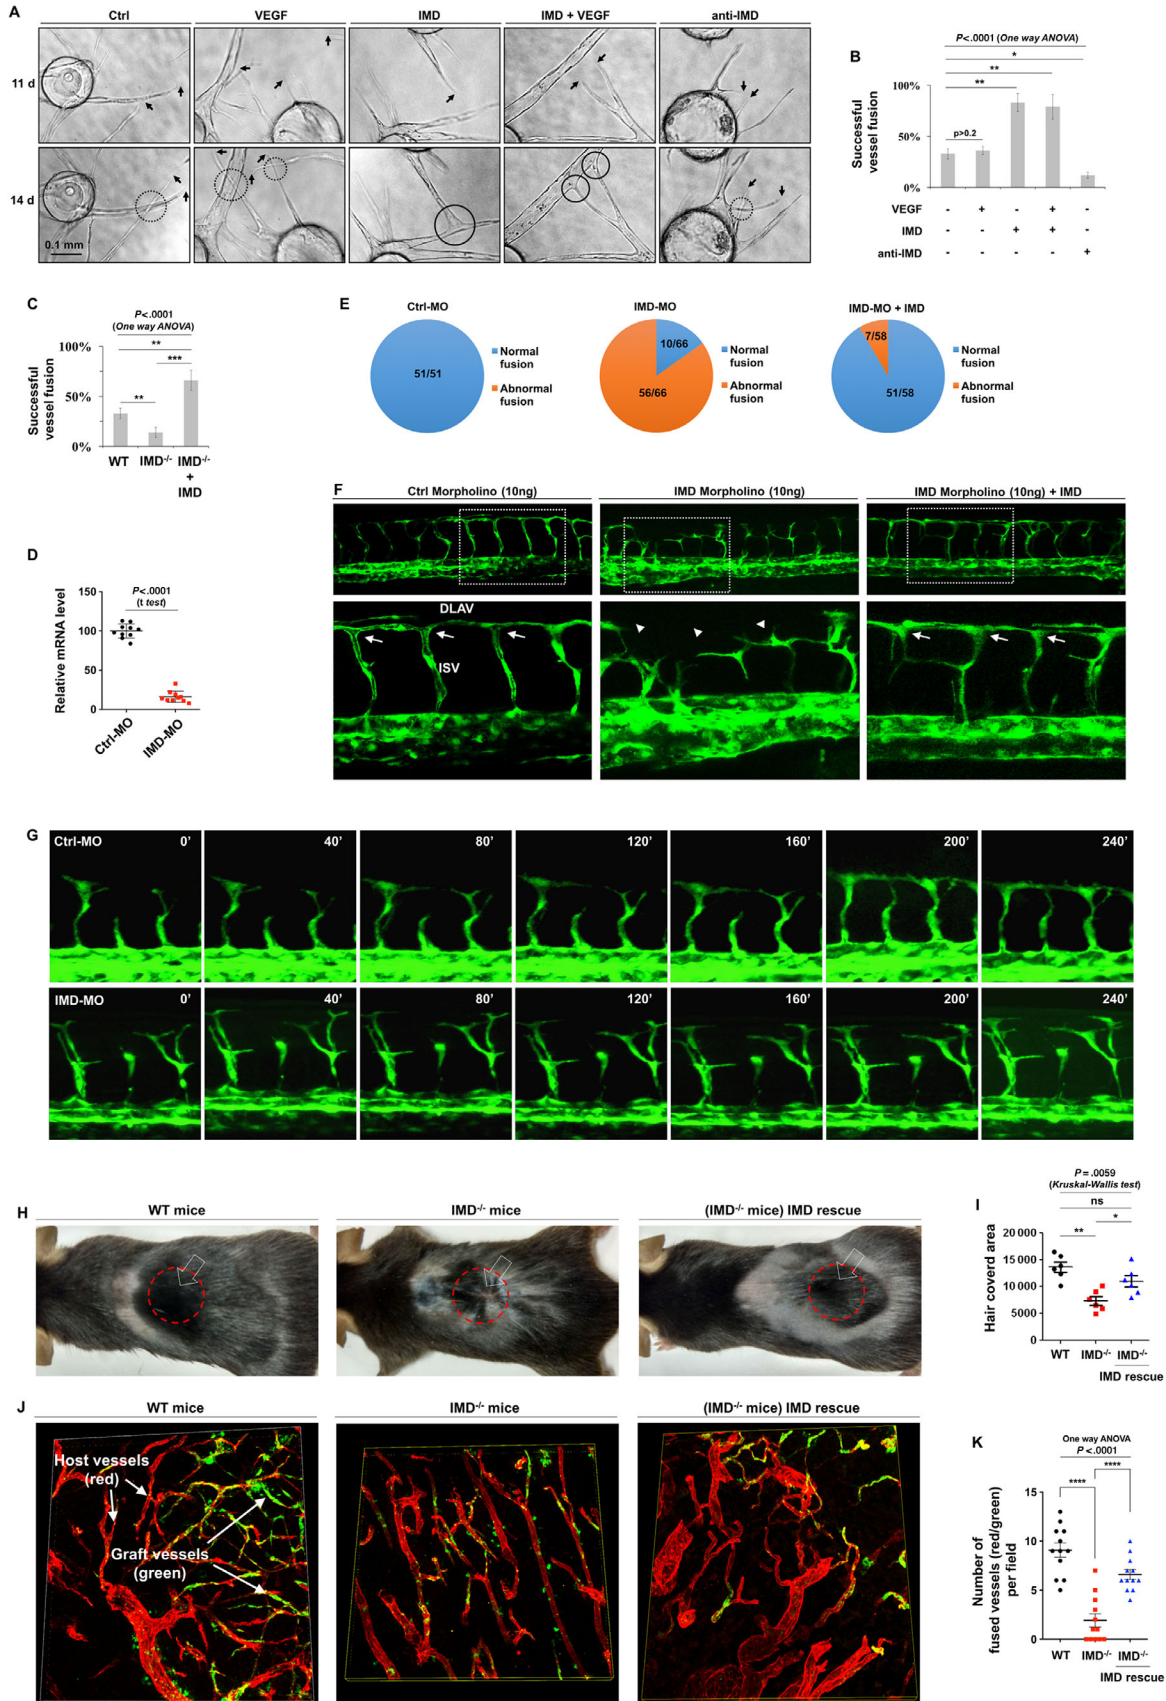 A
Ctrl
VEGF
IMD
IMD + VEGF
anti-IMD
11 d
14 d
0.1 mm
B
P<.0001 (One way ANOVA)
*
**
**
p>0.2
Successful
vessel fusion
100%
50%
0%
VEGF - + - + -
IMD - - + + -
anti-IMD - - - - +
C
P<.0001
(One way ANOVA)
**
***
**
Successful
vessel fusion
100%
50%
0%
WT IMD-/- IMD-/-
+
IMD
D
P<.0001
(t test)
Relative mRNA level
150
100
50
0
Ctrl-MO
IMD-MO
E
Ctrl-MO
51/51
Normal
fusion
Abnormal
fusion
IMD-MO
10/66
56/66
Normal
fusion
Abnormal
fusion
IMD-MO + IMD
7/58
51/58
Normal
fusion
Abnormal
fusion
F
Ctrl Morpholino (10ng)
IMD Morpholino (10ng)
IMD Morpholino (10ng) + IMD
DLAV
ISV
G
Ctrl-MO 0’ 40’ 80’ 120’ 160’ 200’ 240’
IMD-MO 0’ 40’ 80’ 120’ 160’ 200’ 240’
H
WT mice
IMD-/- mice
(IMD-/- mice) IMD rescue
I
P = .0059
(Kruskal-Wallis test)
ns
**
*
Hair coverd area
20 000
15 000
10 000
5000
0
WT IMD-/- IMD-/-
IMD rescue
J
WT mice
IMD-/- mice
(IMD-/- mice) IMD rescue
Host vessels
(red)
Graft vessels
(green)
K
One way ANOVA
P <.0001
****
****
Number of
fused vessels (red/green)
per field
15
10
5
0
WT IMD-/- IMD-/-
IMD rescue